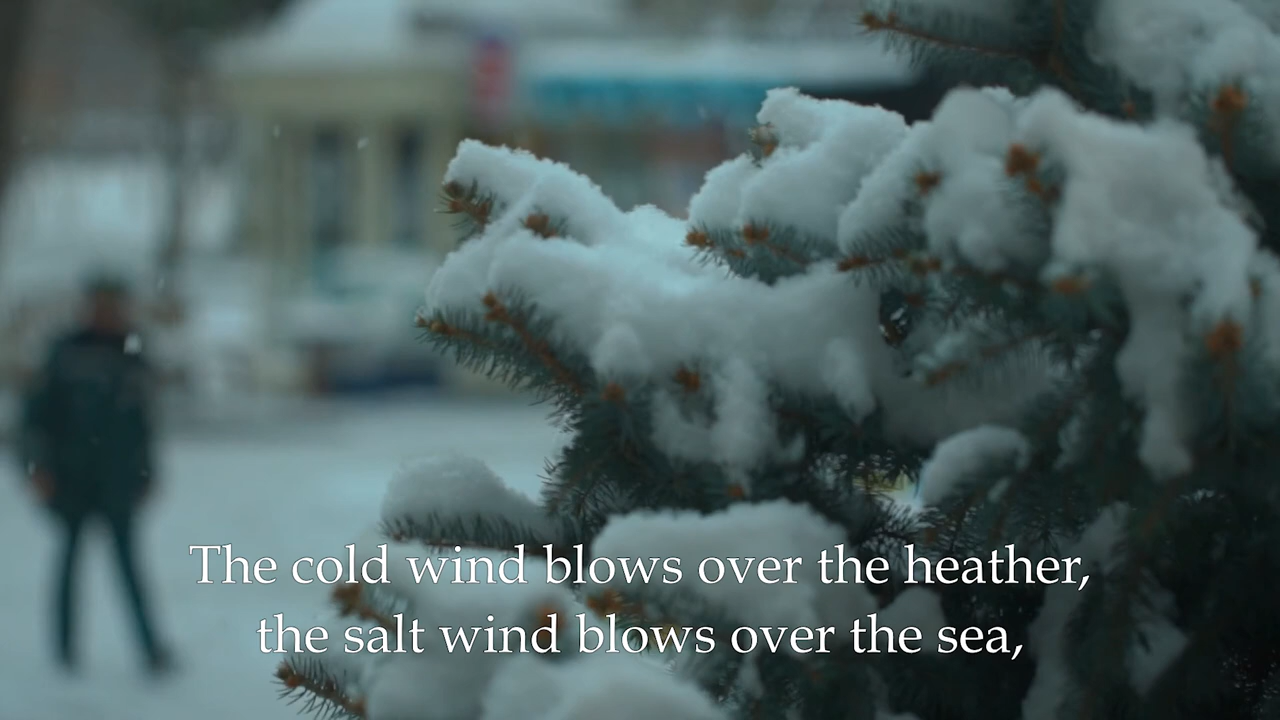 The cold wind blows over the heather,
the salt wind blows over the sea,